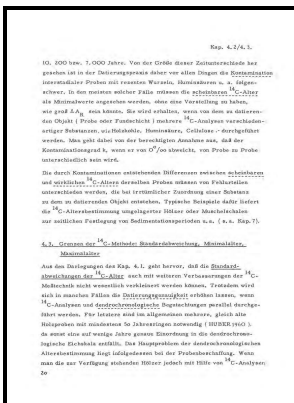 Kap. 4.2/4.3.
10, 200 bzw. 7.000 Jahre. Von der Größe dieser Zeitunterschiede her
gesehen ist in der Datierungspraxis daher vor allen Dingen die Kontamination
interstadialer Proben mit rezenten Wurzeln, Huminsäuren u. a. folgen-
schwer. In den meisten solcher Fälle müssen die scheinbaren 14C-Alter
als Minimalwerte angesehen werden, ohne eine Vorstellung zu haben,
wie groß ΔAR sein könnte. Sie wird erhalten, wenn von dem zu datieren-
den Objekt ( Probe oder Fundschicht ) mehrere 14C-Analysen verschieden-
artiger Substanzen, wie Holzkohle, Huminsäure, Cellulose - durchgeführt
werden. Man geht dabei von der berechtigten Annahme aus, daß der
Kontaminationsgrad k, wenn er von 0°/oo abweicht, von Probe zu Probe
unterschiedlich sein wird.
Die durch Kontaminationen entstehenden Differenzen zwischen scheinbaren
und wirklichen 14C-Altern derselben Proben müssen von Fehlurteilen
unterschieden werden, die bei irrtümlicher Zuordnung einer Substanz
zu dem zu datierenden Objekt entstehen. Typische Beispiele dafür liefert
die 14C-Altersbestimmung umgelagerter Hölzer oder Muschelschalen
zur zeitlichen Festlegung von Sedimentationsperioden u. a. ( s. a. Kap. 7).
4.3. Grenzen der 14C-Methode: Standardabweichung, Minimalalter,
Maximalalter
Aus den Darlegungen des Kap. 4.1. geht hervor, daß die Standard-
abweichungen der 14C-Alter auch mit weiteren Verbesserungen der 14C-
Meßtechnik nicht wesentlich verkleinert werden können. Trotzdem wird
sich in manchen Fällen die Datierungsgenauigkeit erhöhen lassen, wenn
14C-Analysen und dendrochronologische Begutachtungen parallel durchge-
führt werden. Für letztere sind im allgemeinen mehrere, gleich alte
Holzproben mit mindestens 50 Jahresringen notwendig ( HUBER 1960 ).
da sonst eine auf wenige Jahre genaue Einordnung in die dendrochrono-
logische Eichskala entfällt. Das Hauptproblem der dendrochronologischen
Altersbestimmung liegt infolgedessen bei der Probenbeschaffung. Wenn
man die zur Verfügung stehenden Hölzer jedoch mit Hilfe von 14C-Analysen
20